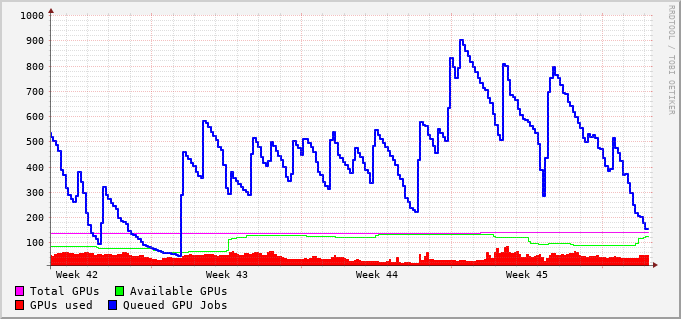 1000
900
800
700
600
500
400
300
200
100
Week 42 Week 43 Week 44 Week 45
Total GPUs Available GPUs
GPUs used Queued GPU Jobs
RRDTOOL / TOBI OETIKER